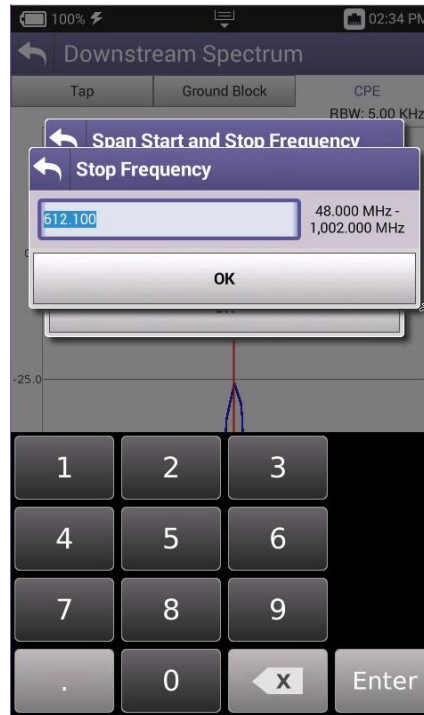 100% 02:34 PM
Downstream Spectrum
Tap Ground Block CPE
RBW: 5.00 KHz
Span Start and Stop Frequency
Stop Frequency
612.100
48.000 MHz -
1,002.000 MHz
OK
-25.0
1 2 3
4 5 6
7 8 9
. 0 X Enter